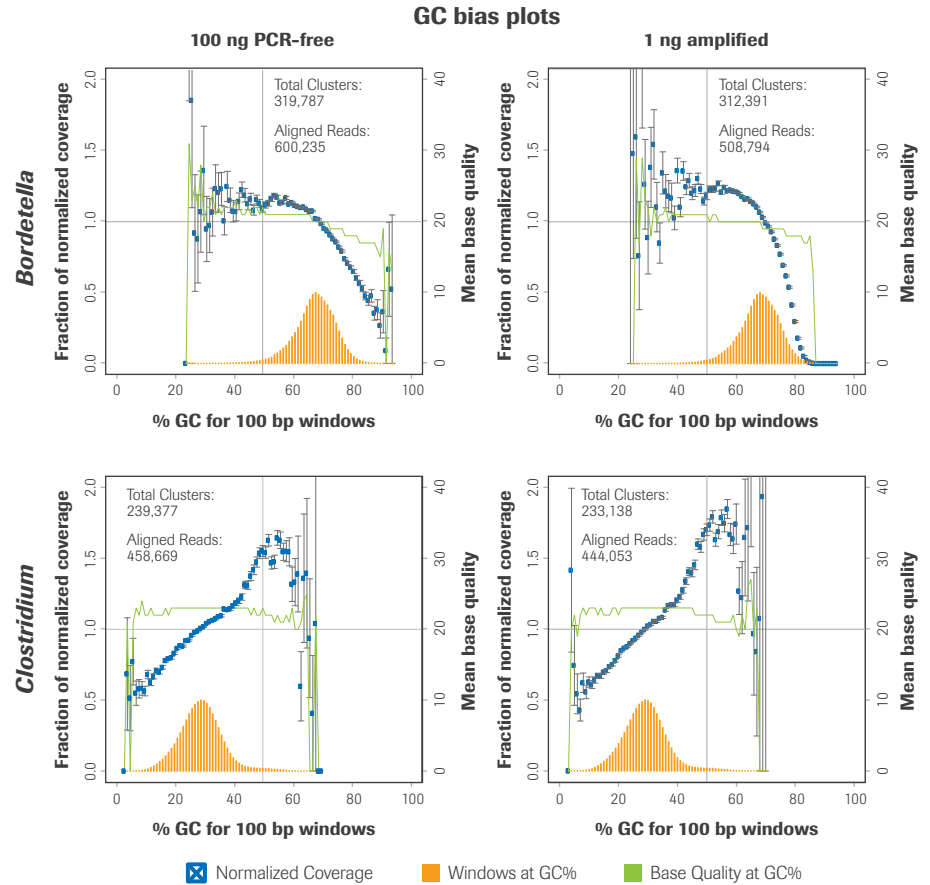 GC bias plots
100 ng PCR-free
1 ng amplified
Bordetella
Fraction of normalized coverage
2.0
1.5
1.0
0.5
0.0
Total Clusters:
319,787
Aligned Reads:
600,235
40
30
20
10
0
Mean base quality
0 20 40 60 80 100
% GC for 100 bp windows
Fraction of normalized coverage
2.0
1.5
1.0
0.5
0.0
Total Clusters:
312,391
Aligned Reads:
508,794
40
30
20
10
0
Mean base quality
0 20 40 60 80 100
% GC for 100 bp windows
Clostridium
Fraction of normalized coverage
2.0
1.5
1.0
0.5
0.0
Total Clusters:
239,377
Aligned Reads:
458,669
40
30
20
10
0
Mean base quality
0 20 40 60 80 100
% GC for 100 bp windows
Fraction of normalized coverage
2.0
1.5
1.0
0.5
0.0
Total Clusters:
233,138
Aligned Reads:
444,053
40
30
20
10
0
Mean base quality
0 20 40 60 80 100
% GC for 100 bp windows
Normalized Coverage
Windows at GC%
Base Quality at GC%